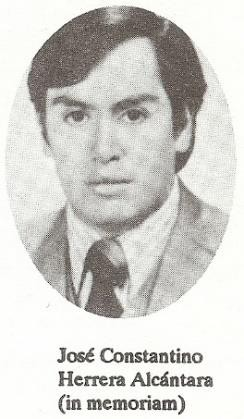 José Constantino
Herrera Alcántara
(in memoriam)